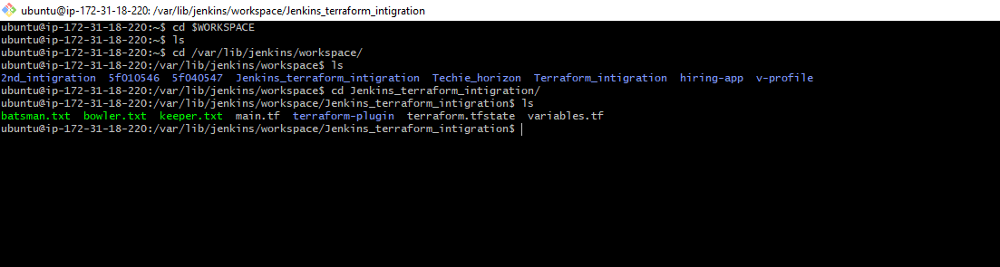 ubuntu@ip-172-31-18-220: /var/lib/jenkins/workspace/Jenkins_terraform_intigration
ubuntu@ip-172-31-18-220:~$ cd $WORKSPACE
ubuntu@ip-172-31-18-220:~$ ls
ubuntu@ip-172-31-18-220:~$ cd /var/lib/jenkins/workspace/
ubuntu@ip-172-31-18-220:/var/lib/jenkins/workspace$ ls
2nd_intigration  5f010546  5f040547  Jenkins_terraform_intigration  Techie_horizon  Terraform_intigration  hiring-app  v-profile
ubuntu@ip-172-31-18-220:/var/lib/jenkins/workspace$ cd Jenkins_terraform_intigration/
ubuntu@ip-172-31-18-220:/var/lib/jenkins/workspace/Jenkins_terraform_intigration$ ls
batsman.txt  bowler.txt  keeper.txt  main.tf  terraform-plugin  terraform.tfstate  variables.tf
ubuntu@ip-172-31-18-220:/var/lib/jenkins/workspace/Jenkins_terraform_intigration$